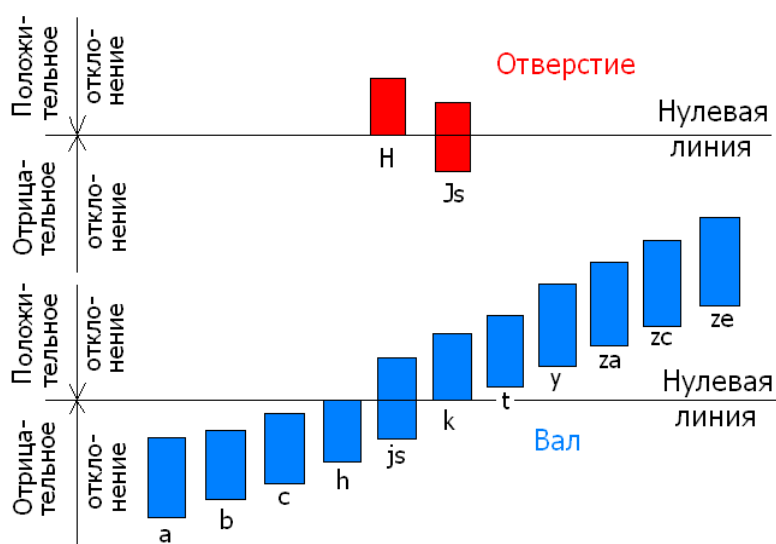 Положи-
тельное
откло-
нение
Отверстие
Нулевая
линия
H
Js
Отрица-
тельное
откло-
нение
Положи-
тельное
откло-
нение
ze
zc
za
y
t
k
js
h
c
b
a
Нулевая
линия
Вал
Отрица-
тельное
откло-
нение